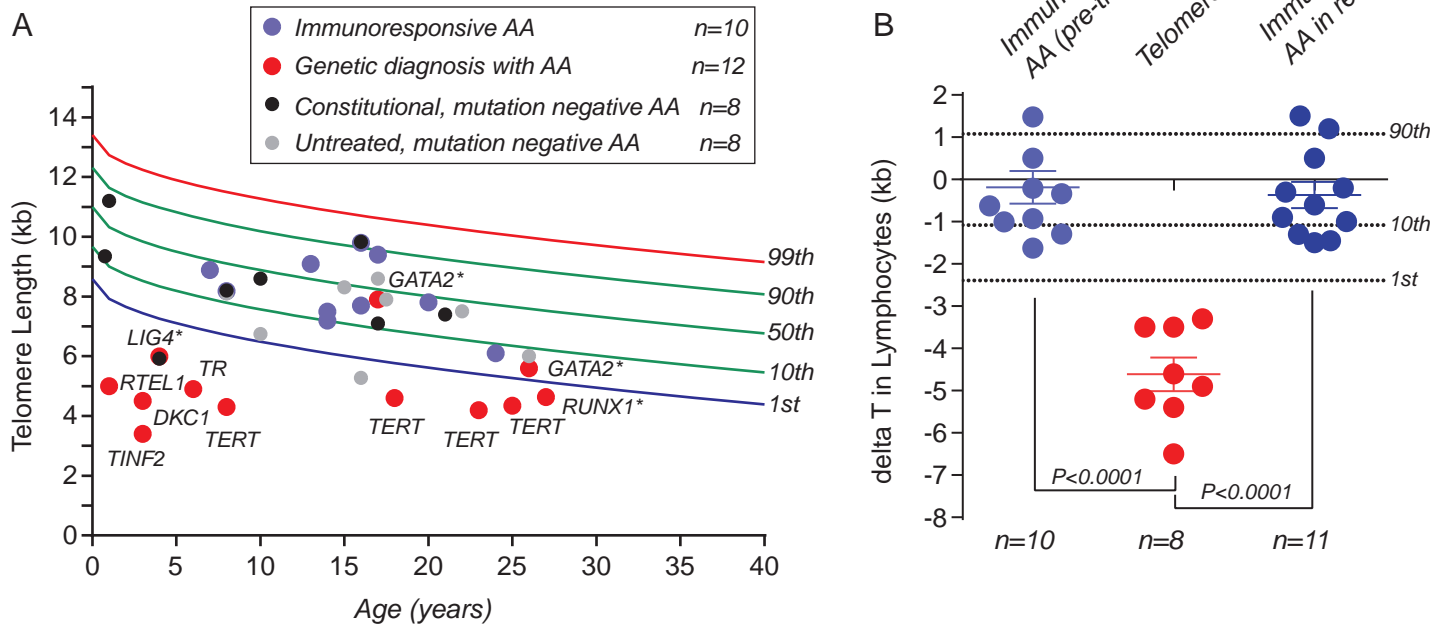 A
Immunoresponsive AA n=10
Genetic diagnosis with AA n=12
Constitutional, mutation negative AA n=8
Untreated, mutation negative AA n=8
Telomere Length (kb)
14
12
10
8
6
4
2
0
99th
90th
50th
10th
1st
GATA2*
LIG4*
RTEL1
TR
DKC1
TERT
TINF2
TERT
TERT
TERT
GATA2*
RUNX1*
0 5 10 15 20 25 30 35 40
Age (years)
B
AA (pre-t
AA in re
delta T in Lymphocytes (kb)
2
1
0
-1
-2
-3
-4
-5
-6
-7
-8
90th
10th
1st
P<0.0001
P<0.0001
n=10 n=8 n=11